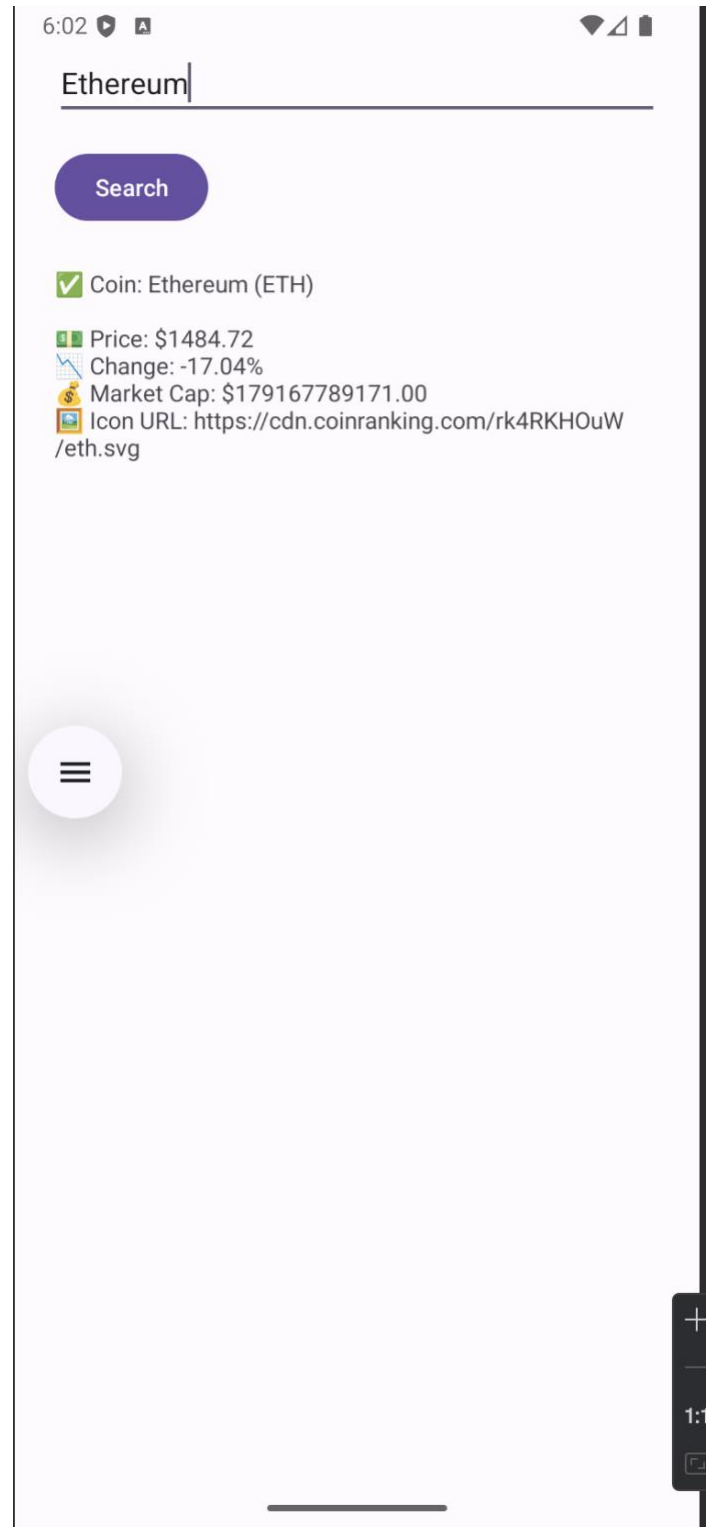 6:02
Ethereum
Search
✅ Coin: Ethereum (ETH)
💵 Price: $1484.72
📉 Change: -17.04%
💰 Market Cap: $179167789171.00
🖼️ Icon URL: https://cdn.coinranking.com/rk4RKHOuW
/eth.svg